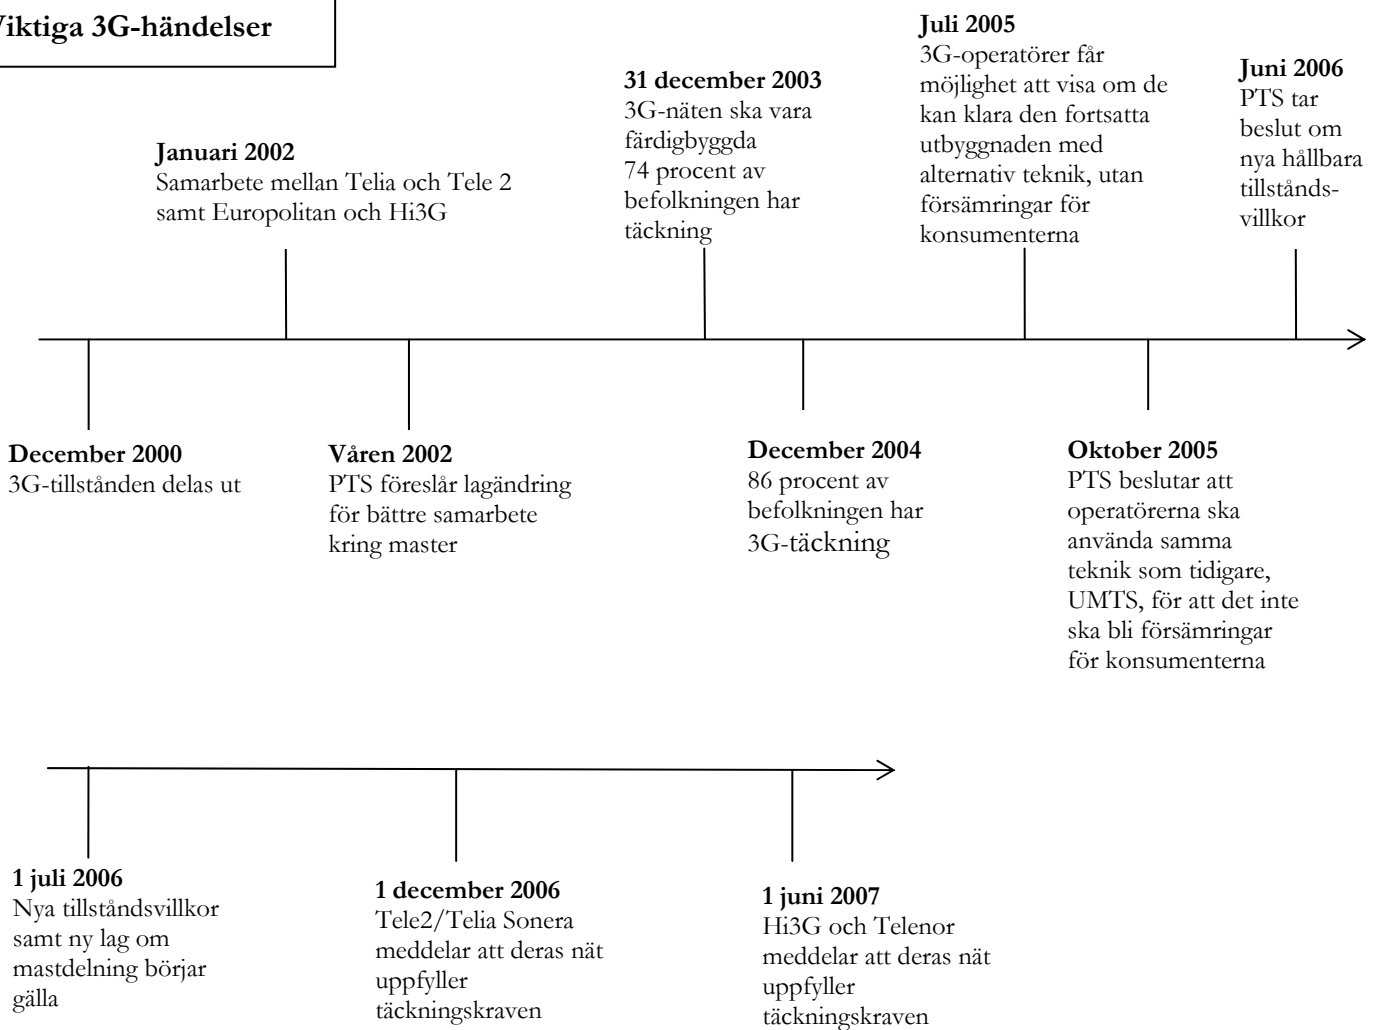 Viktiga 3G-händelser
Januari 2002
Samarbete mellan Telia och Tele 2
samt Europolitan och Hi3G
31 december 2003
3G-näten ska vara
färdigbyggda
74 procent av
befolkningen har
täckning
Juli 2005
3G-operatörer får
möjlighet att visa om de
kan klara den fortsatta
utbyggnaden med
alternativ teknik, utan
försämringar för
konsumenterna
Juni 2006
PTS tar
beslut om
nya hållbara
tillstånds-
villkor
December 2000
3G-tillstånden delas ut
Våren 2002
PTS föreslår lagändring
för bättre samarbete
kring master
December 2004
86 procent av
befolkningen har
3G-täckning
Oktober 2005
PTS beslutar att
operatörerna ska
använda samma
teknik som tidigare,
UMTS, för att det inte
ska bli försämringar
för konsumenterna
1 juli 2006
Nya tillståndsvillkor
samt ny lag om
mastdelning börjar
gälla
1 december 2006
Tele2/Telia Sonera
meddelar att deras nät
uppfyller
täckningskraven
1 juni 2007
Hi3G och Telenor
meddelar att deras nät
uppfyller
täckningskraven